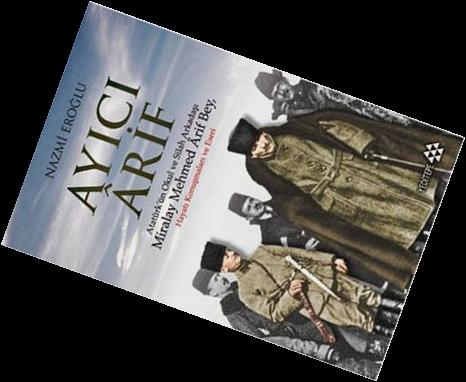 NAZMİ EROĞLU
AYICI
ÂRİF
Atatürk'ün Okul ve Silah Arkadaşı
Miralay Mehmed Ârif Bey,
Hayatı Konuşmaları ve Eseri
YEDİTEPE